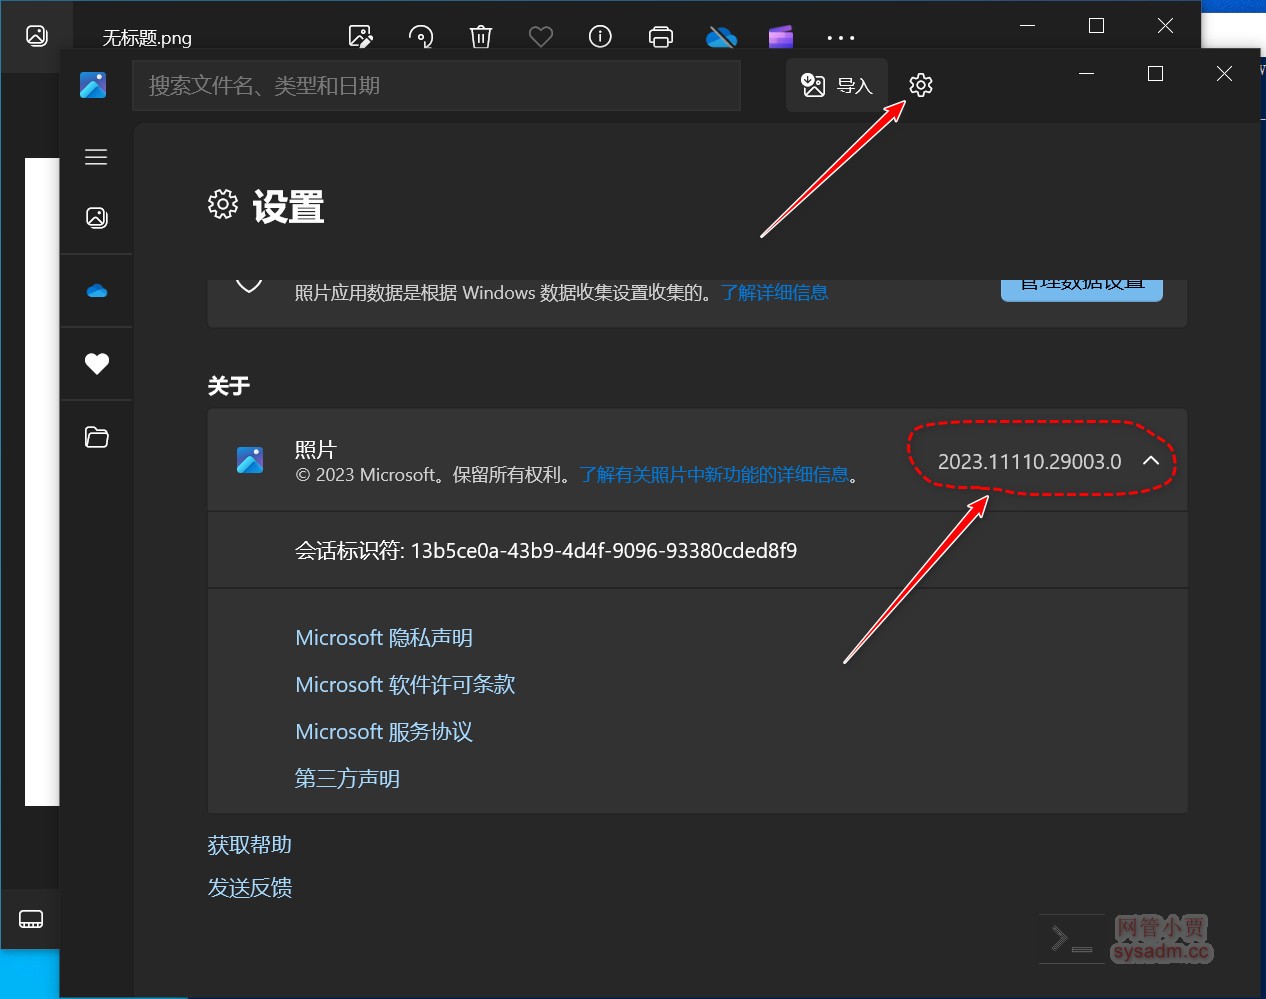 无标题.png
搜索文件名、类型和日期
导入
设置
照片应用数据是根据 Windows 数据收集设置收集的。了解详细信息
管理数据设置
关于
照片
© 2023 Microsoft。保留所有权利。了解有关照片中新功能的详细信息。
2023.11110.29003.0
会话标识符: 13b5ce0a-43b9-4d4f-9096-93380cded8f9
Microsoft 隐私声明
Microsoft 软件许可条款
Microsoft 服务协议
第三方声明
获取帮助
发送反馈
网管小贾
sysadm.cc